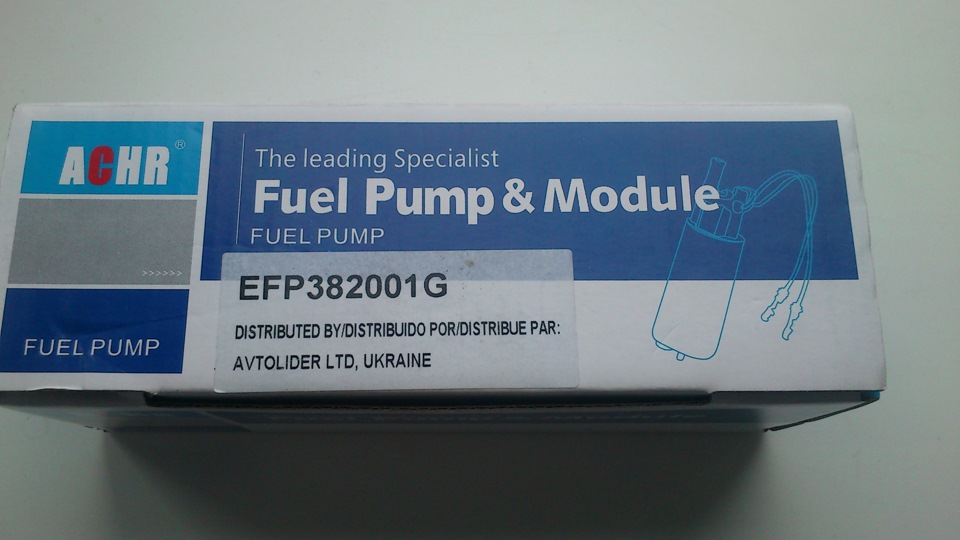 ACHR®
>>>>>>
FUEL PUMP
The leading Specialist
Fuel Pump & Module
FUEL PUMP
EFP382001G
DISTRIBUTED BY/DISTRIBUIDO POR/DISTRIBUE PAR:
AVTOLIDER LTD, UKRAINE